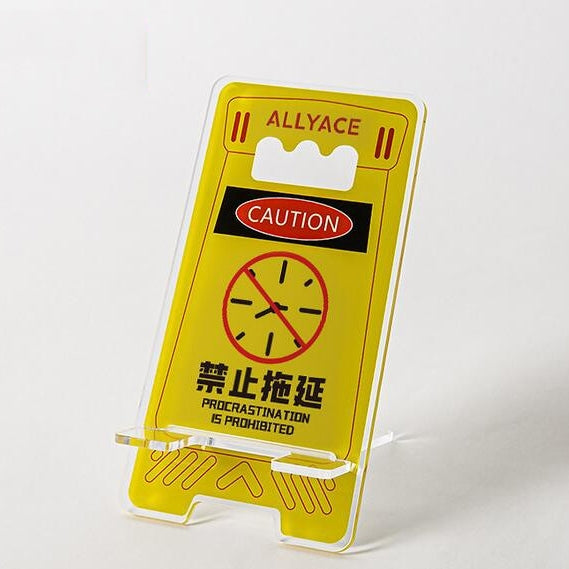 ALLYACE
CAUTION
禁止拖延
PROCRASTINATION
IS PROHIBITED